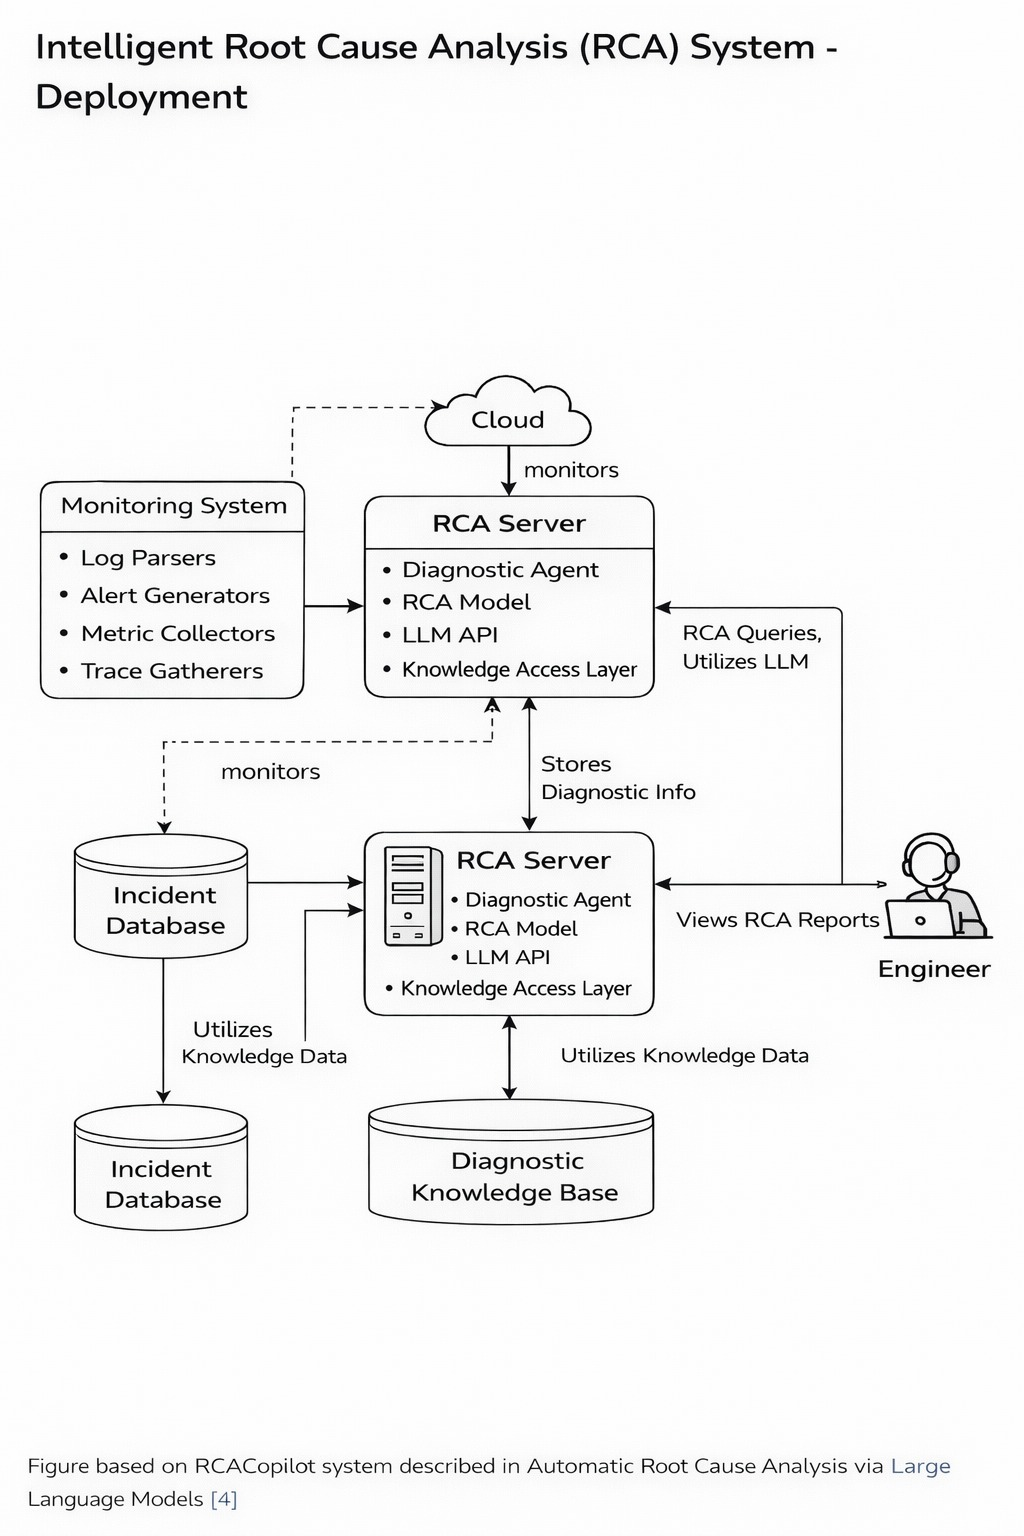 Intelligent Root Cause Analysis (RCA) System -
Deployment
Cloud
monitors
Monitoring System
• Log Parsers
• Alert Generators
• Metric Collectors
• Trace Gatherers
RCA Server
• Diagnostic Agent
• RCA Model
• LLM API
• Knowledge Access Layer
RCA Queries,
Utilizes LLM
monitors
Stores
Diagnostic Info
Incident
Database
RCA Server
• Diagnostic Agent
• RCA Model
• LLM API
• Knowledge Access Layer
Views RCA Reports
Engineer
Utilizes
Knowledge Data
Utilizes Knowledge Data
Incident
Database
Diagnostic
Knowledge Base
Figure based on RCACopilot system described in Automatic Root Cause Analysis via Large
Language Models [4]